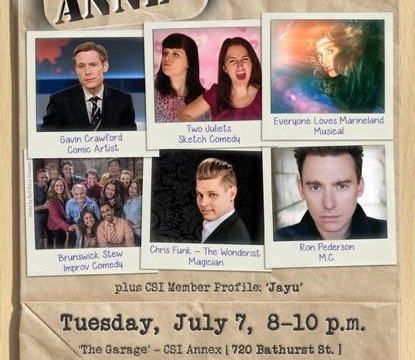 ANNEX
Gavin Crawford
Comic Artist
Two Juliets
Sketch Comedy
Everyone Loves Marineland
Musical
Brunswick Stew
Improv Comedy
Chris Funk – The Wonderist
Magician
Ron Pederson
M.C.
plus CSI Member Profile: 'Jayu'
Tuesday, July 7, 8-10 p.m.
'The Garage' – CSI Annex | 720 Bathurst St. ]